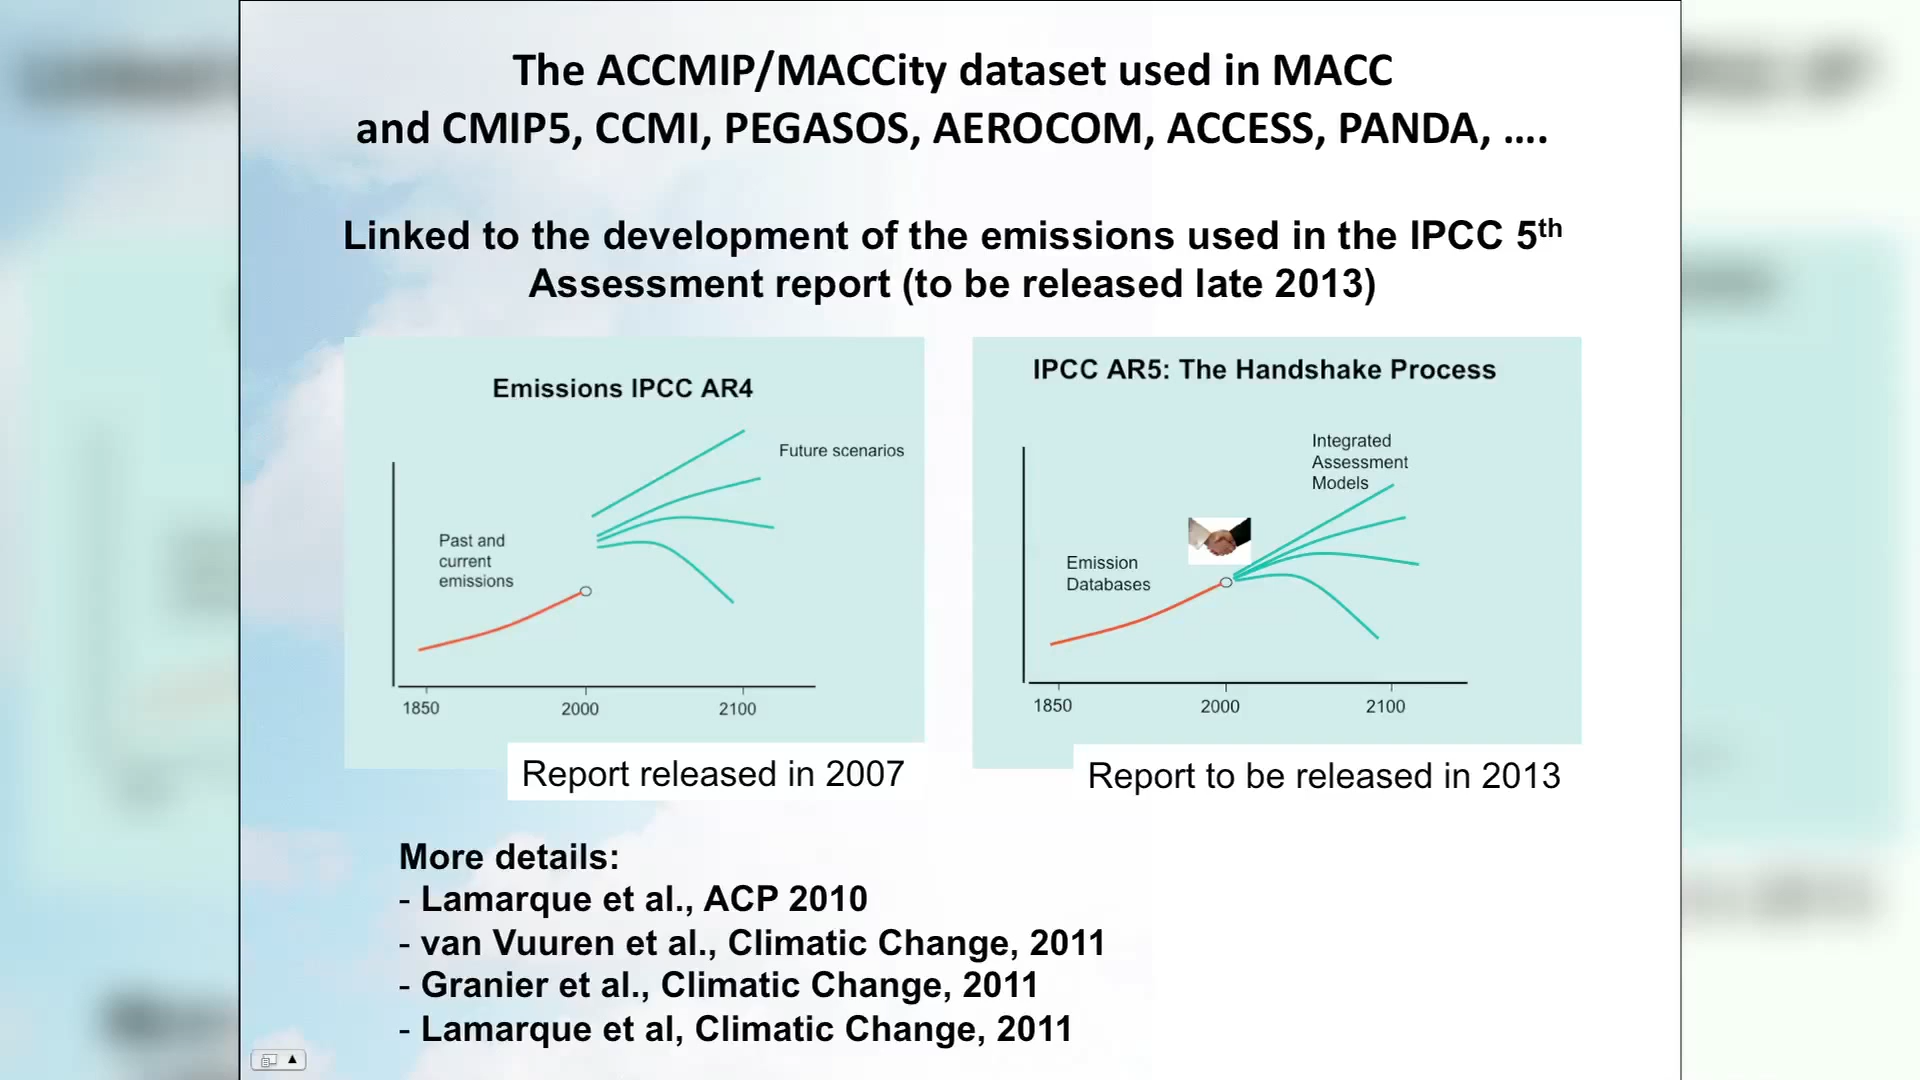 The ACCMIP/MACCity dataset used in MACC
and CMIP5, CCMI, PEGASOS, AEROCOM, ACCESS, PANDA, ….
Linked to the development of the emissions used in the IPCC 5th
Assessment report (to be released late 2013)
Emissions IPCC AR4
Future scenarios
Past and
current
emissions
1850
2000
2100
Report released in 2007
IPCC AR5: The Handshake Process
Integrated
Assessment
Models
Emission
Databases
1850
2000
2100
Report to be released in 2013
More details:
- Lamarque et al., ACP 2010
- van Vuuren et al., Climatic Change, 2011
- Granier et al., Climatic Change, 2011
- Lamarque et al, Climatic Change, 2011